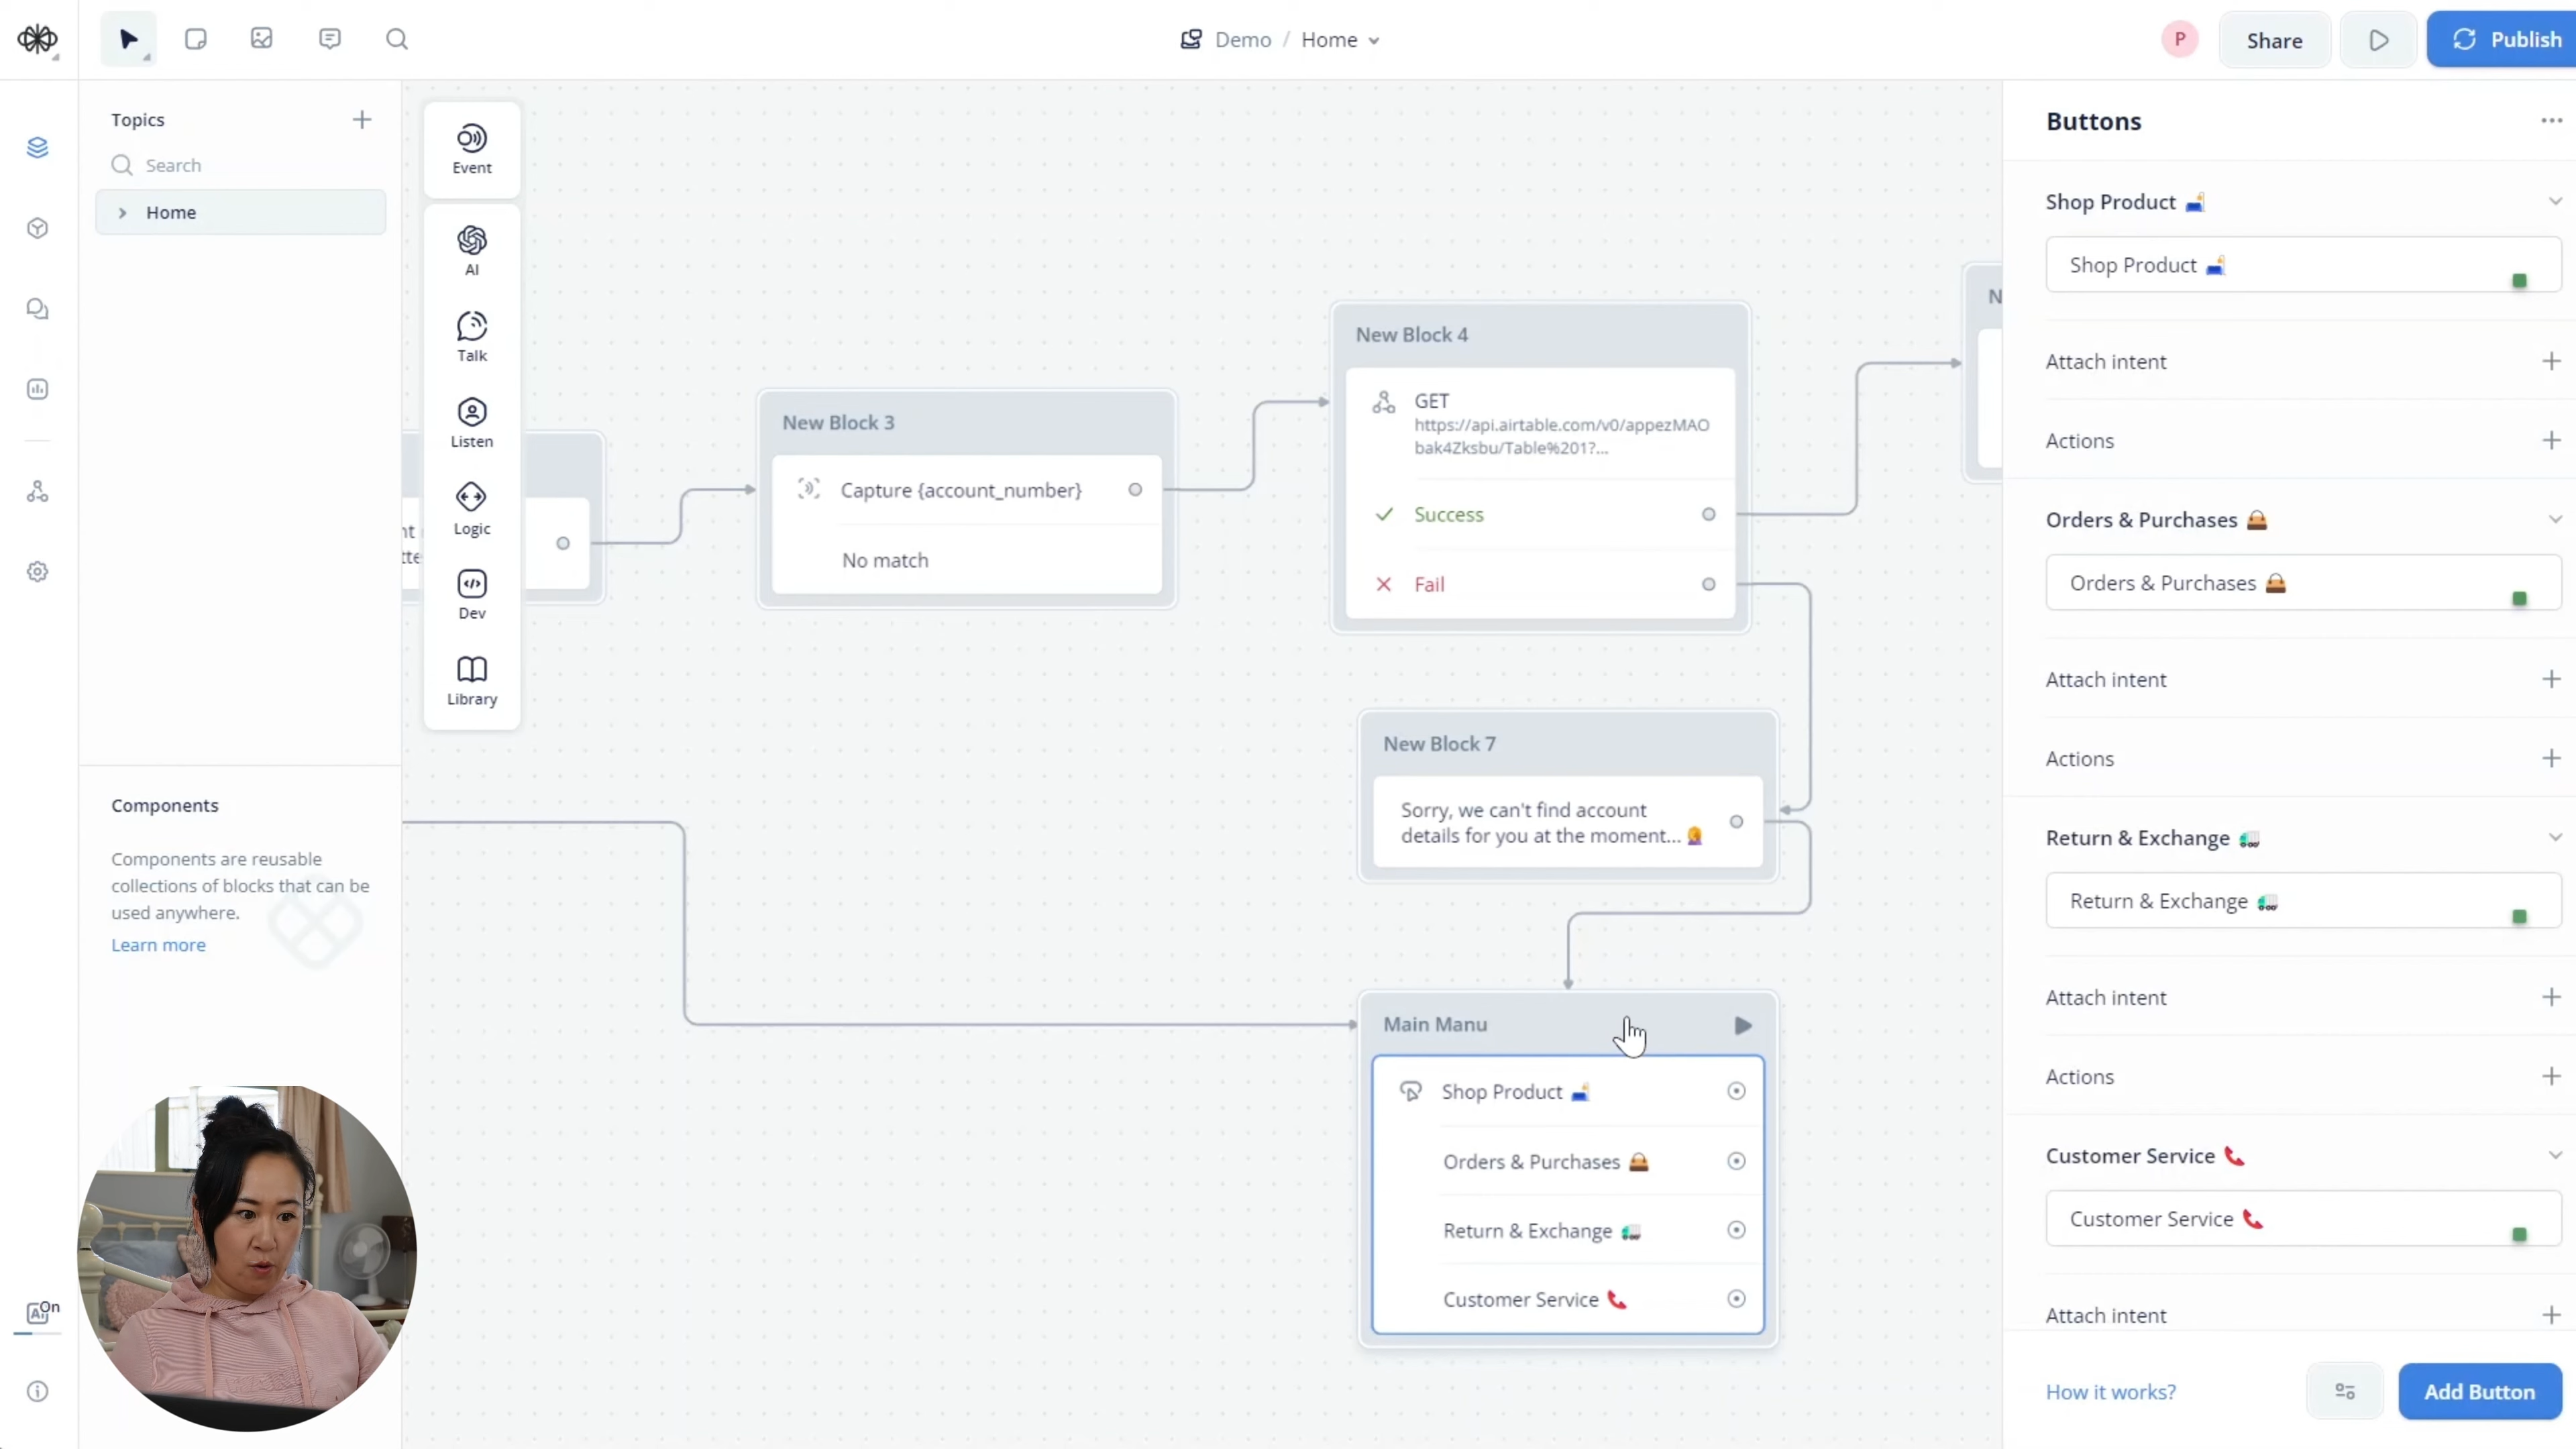 Demo / Home
P
Share
Publish
Topics
Search
Home
Components
Components are reusable
collections of blocks that can be
used anywhere.
Learn more
On
Event
AI
Talk
Listen
Logic
Dev
Library
New Block 3
Capture {account_number}
No match
New Block 4
GET
https://api.airtable.com/v0/appezMAO
bak4Zksbu/Table%201?...
Success
Fail
N
New Block 7
Sorry, we can't find account
details for you at the moment... 🤦‍♀️
Main Manu
Shop Product 🛋️
Orders & Purchases 👜
Return & Exchange 🚛
Customer Service 📞
Buttons
Shop Product 🛋️
Shop Product 🛋️
Attach intent
Actions
Orders & Purchases 👜
Orders & Purchases 👜
Attach intent
Actions
Return & Exchange 🚛
Return & Exchange 🚛
Attach intent
Actions
Customer Service 📞
Customer Service 📞
Attach intent
How it works?
Add Button